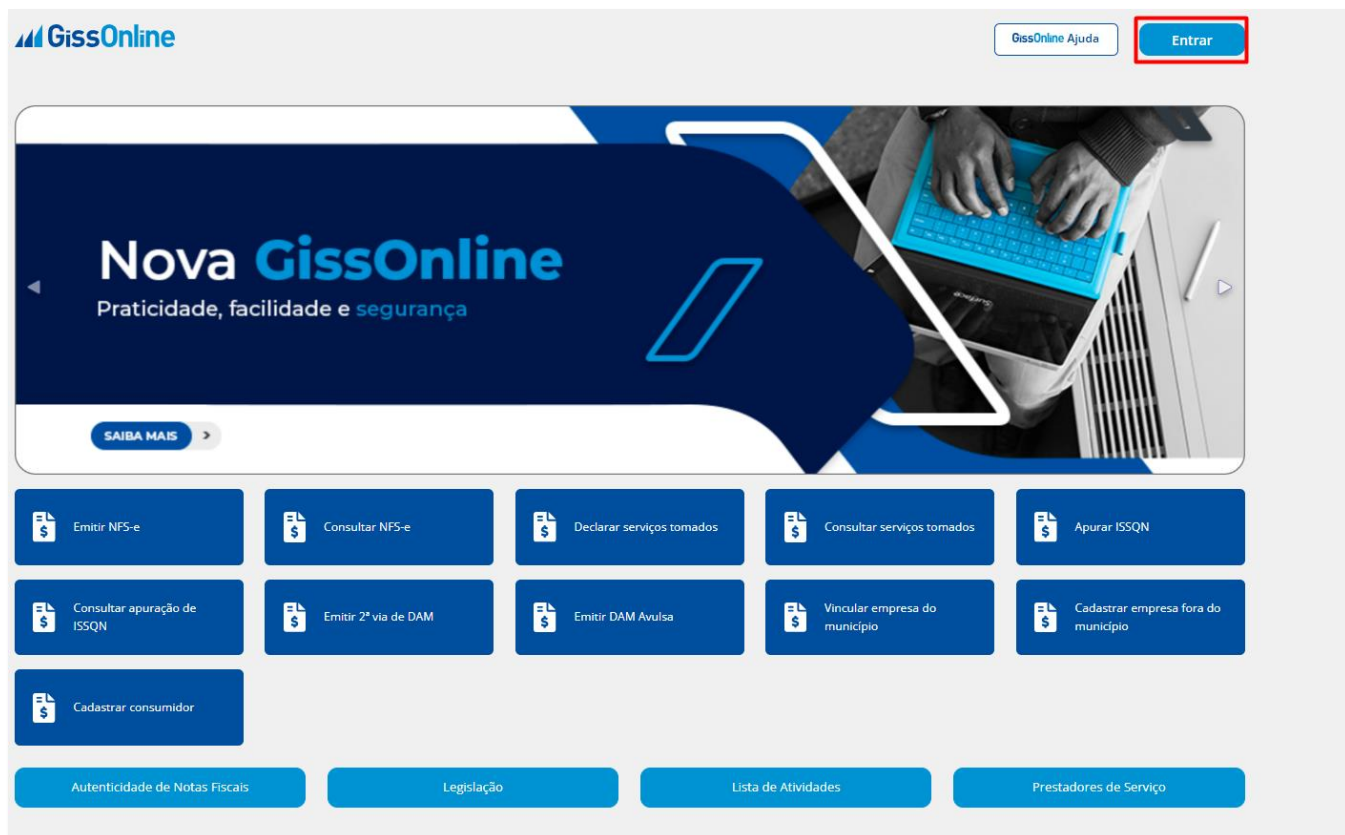 GissOnline
GissOnline Ajuda
Entrar
Nova GissOnline
Praticidade, facilidade e segurança
Surface
SAIBA MAIS
Emitir NFS-e
Consultar NFS-e
Declarar serviços tomados
Consultar serviços tomados
Apurar ISSQN
Consultar apuração de
ISSQN
Emitir 2ª via de DAM
Emitir DAM Avulsa
Vincular empresa do
município
Cadastrar empresa fora do
município
Cadastrar consumidor
Autenticidade de Notas Fiscais
Legislação
Lista de Atividades
Prestadores de Serviço